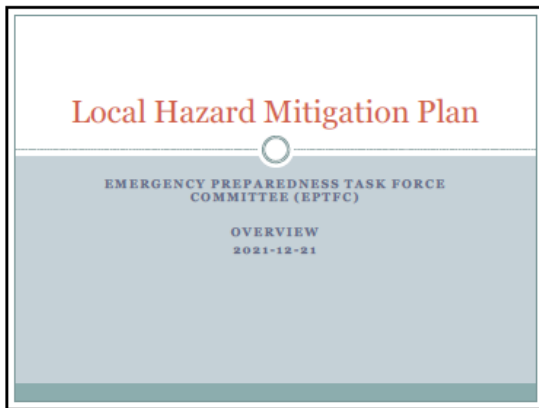 Local Hazard Mitigation Plan
EMERGENCY PREPAREDNESS TASK FORCE
COMMITTEE (EPTFC)
OVERVIEW
2021-12-21